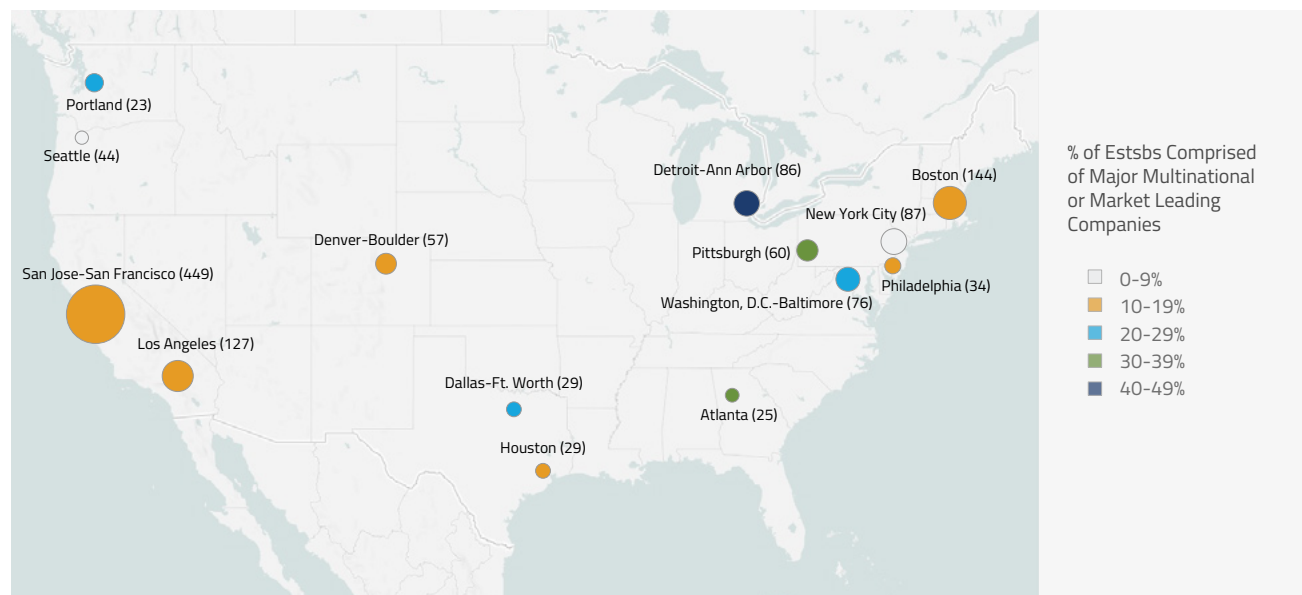 Portland (23)
Seattle (44)
Detroit-Ann Arbor (86)
Boston (144)
New York City (87)
Denver-Boulder (57)
Pittsburgh (60)
San Jose-San Francisco (449)
Philadelphia (34)
Washington, D.C.-Baltimore (76)
Los Angeles (127)
Dallas-Ft. Worth (29)
Atlanta (25)
Houston (29)
% of Estsbs Comprised
of Major Multinational
or Market Leading
Companies
0-9%
10-19%
20-29%
30-39%
40-49%